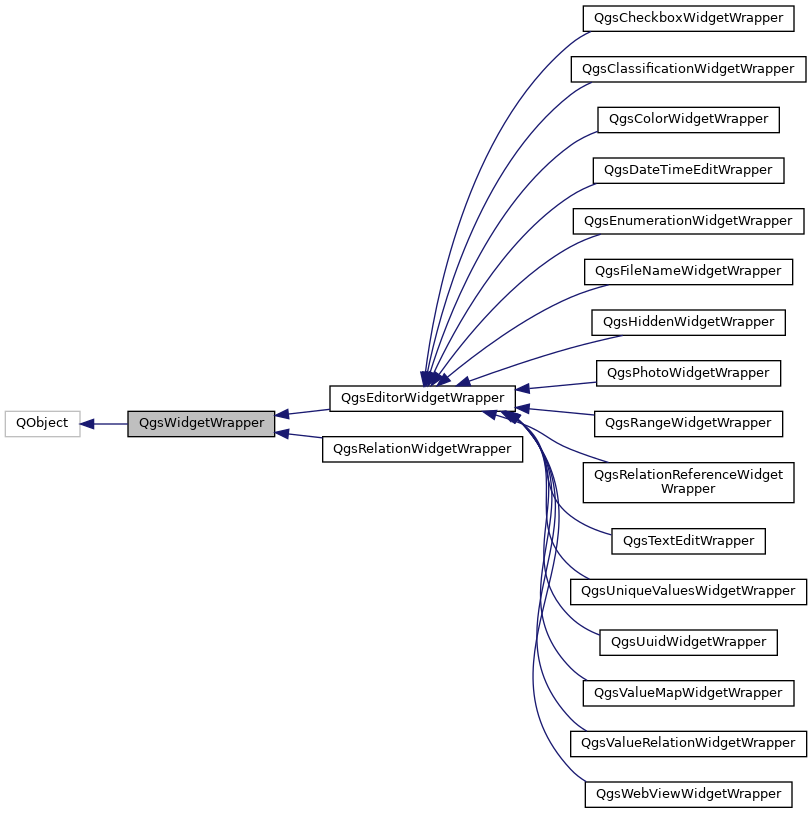 QgsCheckboxWidgetWrapper
QgsClassificationWidgetWrapper
QgsColorWidgetWrapper
QgsDateTimeEditWrapper
QgsEnumerationWidgetWrapper
QgsFileNameWidgetWrapper
QgsHiddenWidgetWrapper
QgsPhotoWidgetWrapper
QgsEditorWidgetWrapper
QObject
QgsWidgetWrapper
QgsRangeWidgetWrapper
QgsRelationWidgetWrapper
QgsRelationReferenceWidget
Wrapper
QgsTextEditWrapper
QgsUniqueValuesWidgetWrapper
QgsUuidWidgetWrapper
QgsValueMapWidgetWrapper
QgsValueRelationWidgetWrapper
QgsWebViewWidgetWrapper